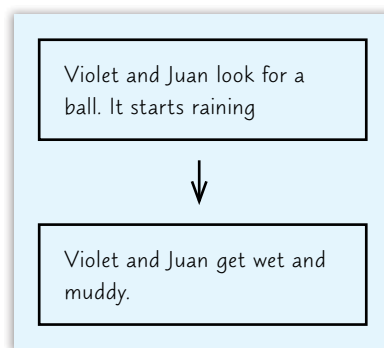 Violet and Juan look for a
ball. It starts raining
Violet and Juan get wet and
muddy.